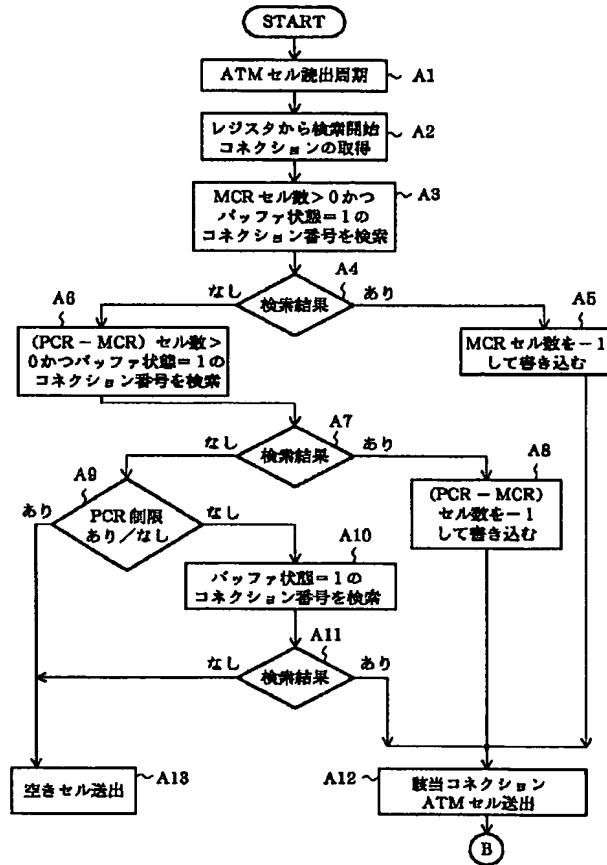 START
ATMセル読出周期
A1
レジスタから検索開始
コネクションの取得
A2
MCRセル数>0かつ
バッファ状態=1の
コネクション番号を検索
A3
A4
なし
検索結果
あり
A6
(PCR-MCR)セル数>
0かつバッファ状態=1の
コネクション番号を検索
A5
MCRセル数を-1
して書き込む
A7
なし
検索結果
あり
A9
あり
PCR制限
あり/なし
なし
A8
(PCR-MCR)
セル数を-1
して書き込む
A10
バッファ状態=1の
コネクション番号を検索
A11
なし
検索結果
あり
空きセル送出
A13
A12
該当コネクション
ATMセル送出
B